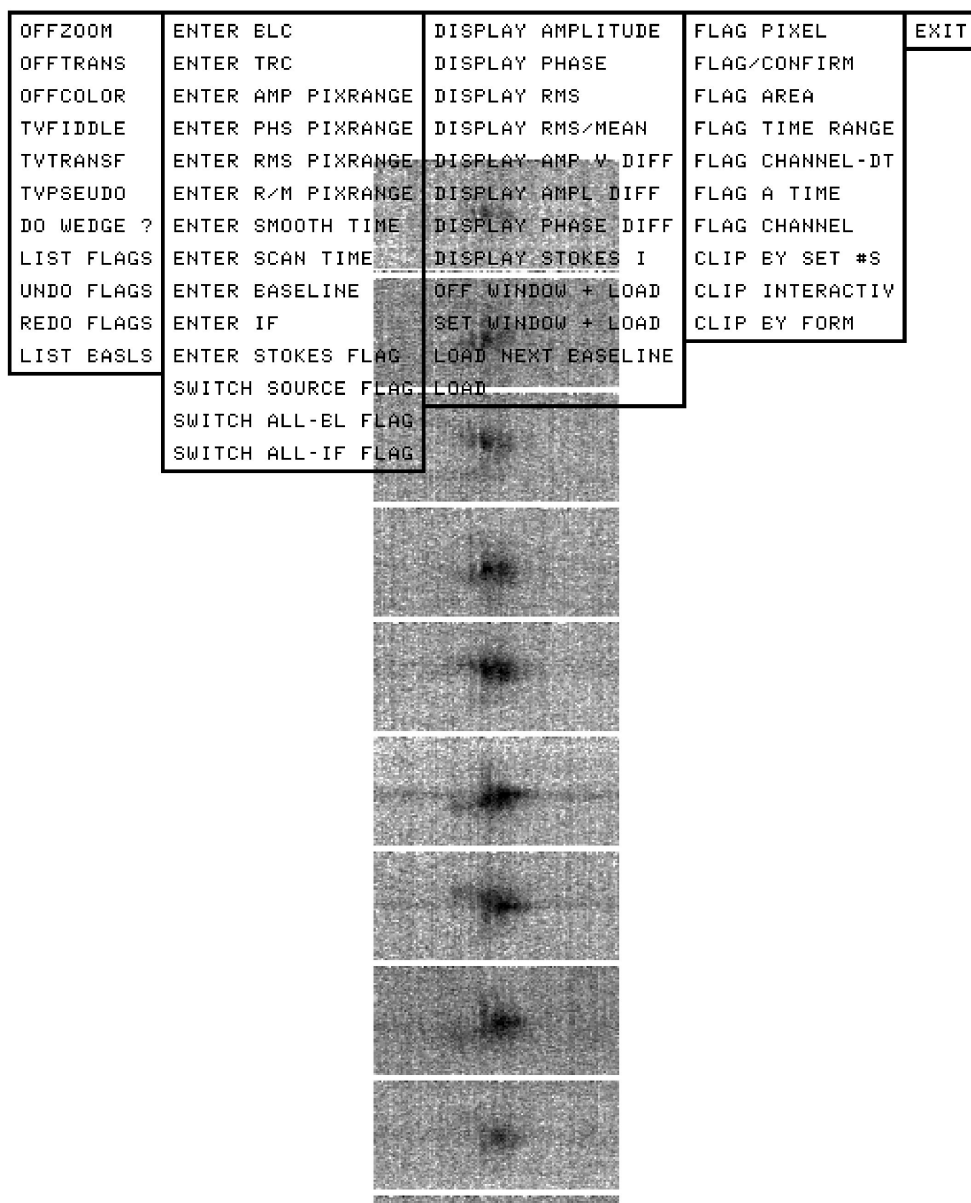 OFFZOOM
OFFTRANS
OFFCOLOR
TVFIDDLE
TVTRANSF
TVPSEUDO
DO WEDGE ?
LIST FLAGS
UNDO FLAGS
REDO FLAGS
LIST BASLS
ENTER BLC
ENTER TRC
ENTER AMP PIXRANGE
ENTER PHS PIXRANGE
ENTER RMS PIXRANGE
ENTER R/M PIXRANGE
ENTER SMOOTH TIME
ENTER SCAN TIME
ENTER BASELINE
ENTER IF
ENTER STOKES FLAG
SWITCH SOURCE FLAG
SWITCH ALL-BL FLAG
SWITCH ALL-IF FLAG
DISPLAY AMPLITUDE
DISPLAY PHASE
DISPLAY RMS
DISPLAY RMS/MEAN
DISPLAY AMP V DIFF
DISPLAY AMPL DIFF
DISPLAY PHASE DIFF
DISPLAY STOKES I
OFF WINDOW + LOAD
SET WINDOW + LOAD
LOAD NEXT BASELINE
LOAD
FLAG PIXEL
FLAG/CONFIRM
FLAG AREA
FLAG TIME RANGE
FLAG CHANNEL-DT
FLAG A TIME
FLAG CHANNEL
CLIP BY SET #S
CLIP INTERACTIV
CLIP BY FORM
EXIT